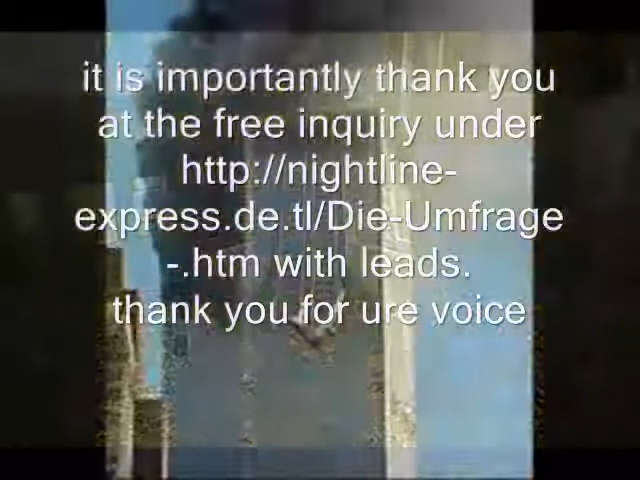 it is importantly thank you
at the free inquiry under
http://nightline-
express.de.tl/Die-Umfrage
-.htm with leads.
thank you for ure voice